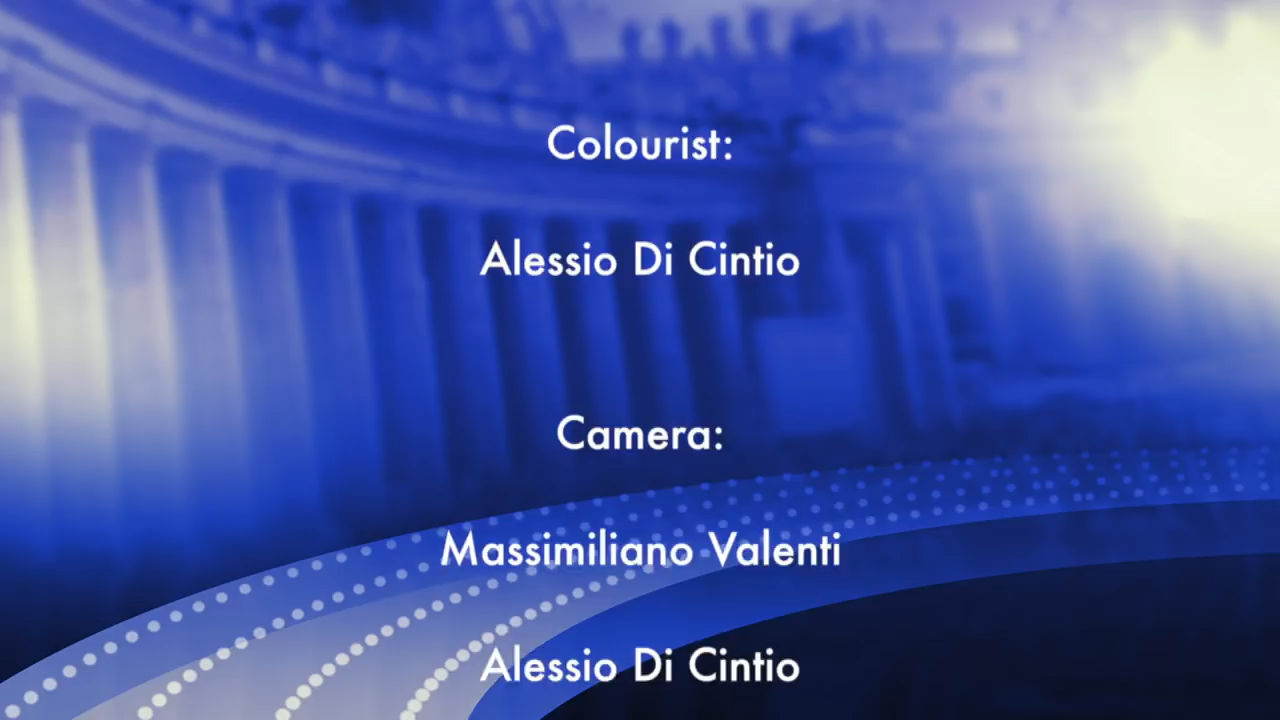 Colourist:
Alessio Di Cintio
Camera:
Massimiliano Valenti
Alessio Di Cintio